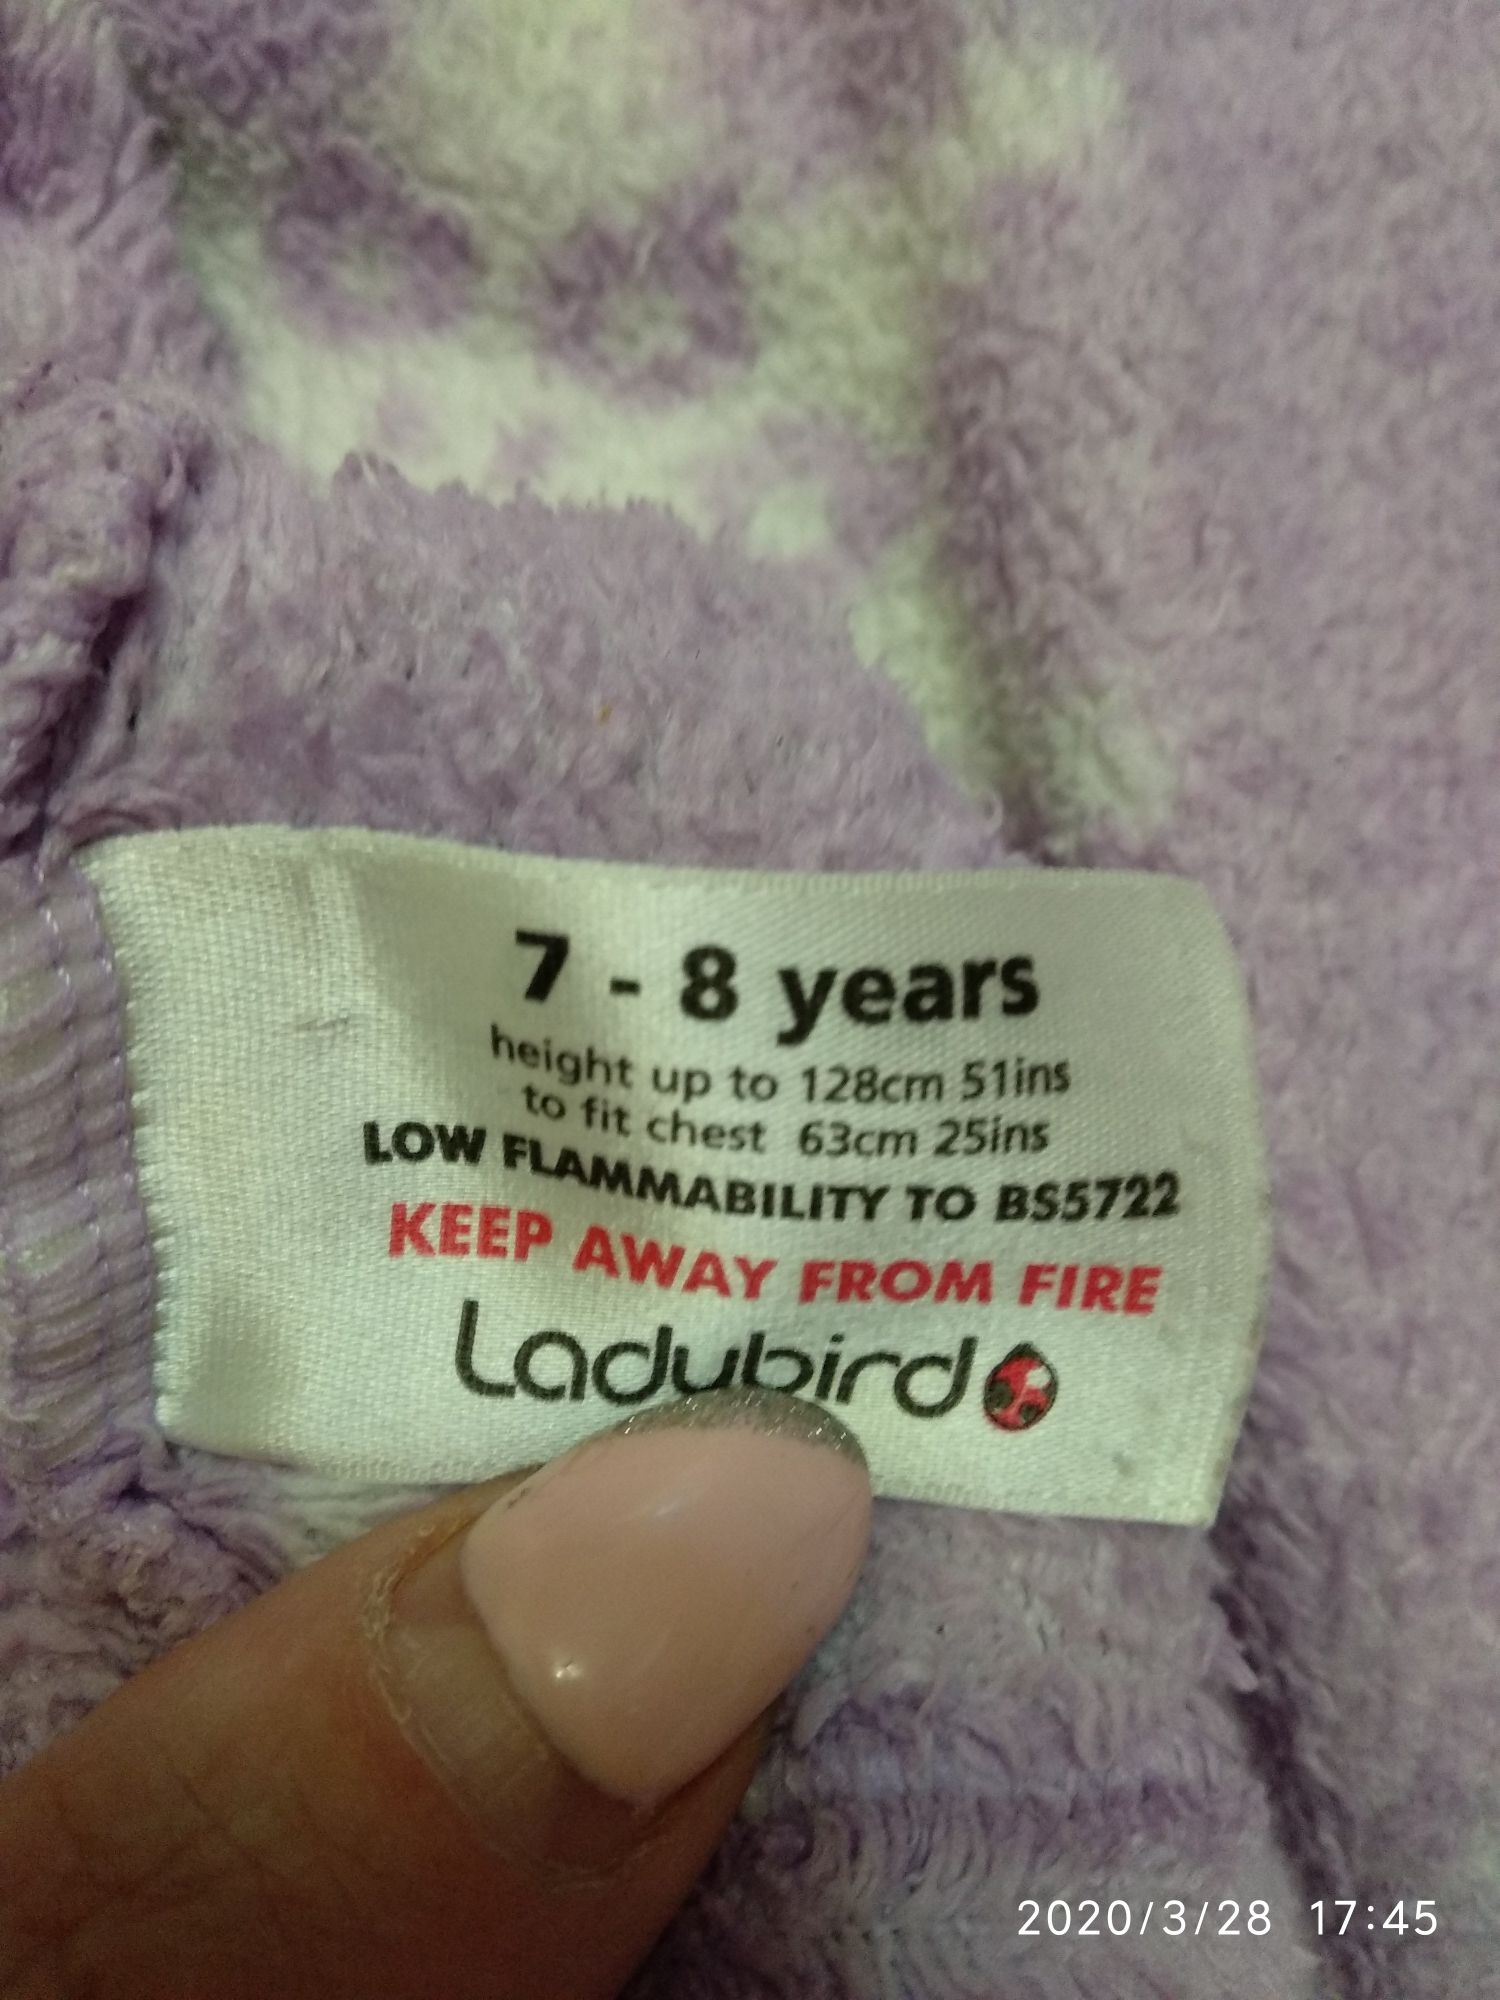 7 - 8 years
height up to 128cm 51ins
to fit chest 63cm 25ins
LOW FLAMMABILITY TO BS5722
KEEP AWAY FROM FIRE
Ladybird
2020/3/28 17:45